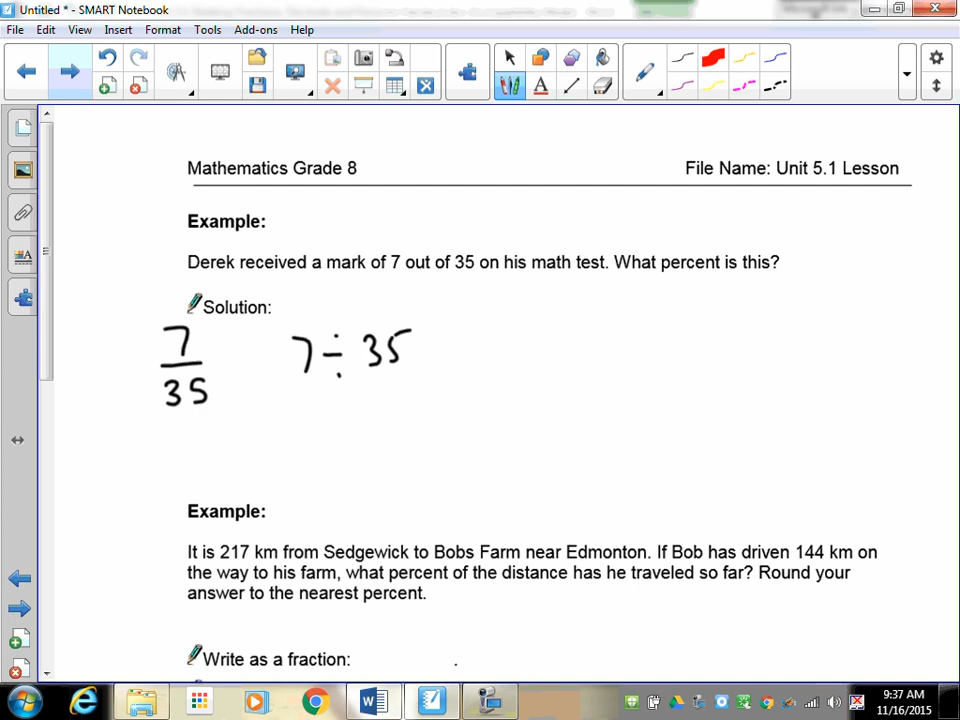 Untitled * - SMART Notebook
File Edit View Insert Format Tools Add-ons Help
Mathematics Grade 8 File Name: Unit 5.1 Lesson
Example:
Derek received a mark of 7 out of 35 on his math test. What percent is this?
Solution:
7
35
7 ÷ 35
Example:
It is 217 km from Sedgewick to Bobs Farm near Edmonton. If Bob has driven 144 km on
the way to his farm, what percent of the distance has he traveled so far? Round your
answer to the nearest percent.
Write as a fraction: .
9:37 AM
11/16/2015